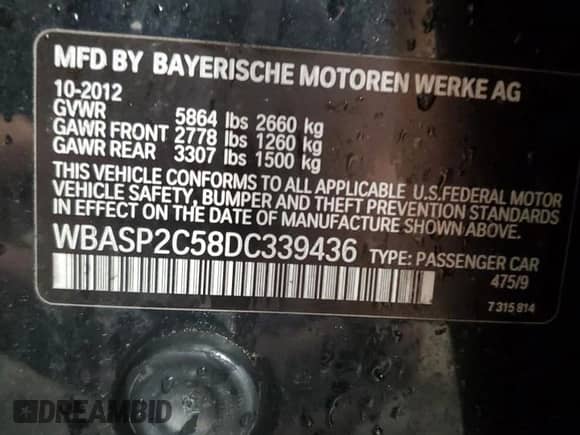 MFD BY BAYERISCHE MOTOREN WERKE AG
10-2012
GVWR 5864 lbs 2660 kg
GAWR FRONT 2778 lbs 1260 kg
GAWR REAR 3307 lbs 1500 kg
THIS VEHICLE CONFORMS TO ALL APPLICABLE U.S.FEDERAL MOTOR
VEHICLE SAFETY, BUMPER AND THEFT PREVENTION STANDARDS
IN EFFECT ON THE DATE OF MANUFACTURE SHOWN ABOVE.
WBASP2C58DC339436 TYPE: PASSENGER CAR
475/9
7 315 814
DREAMBID